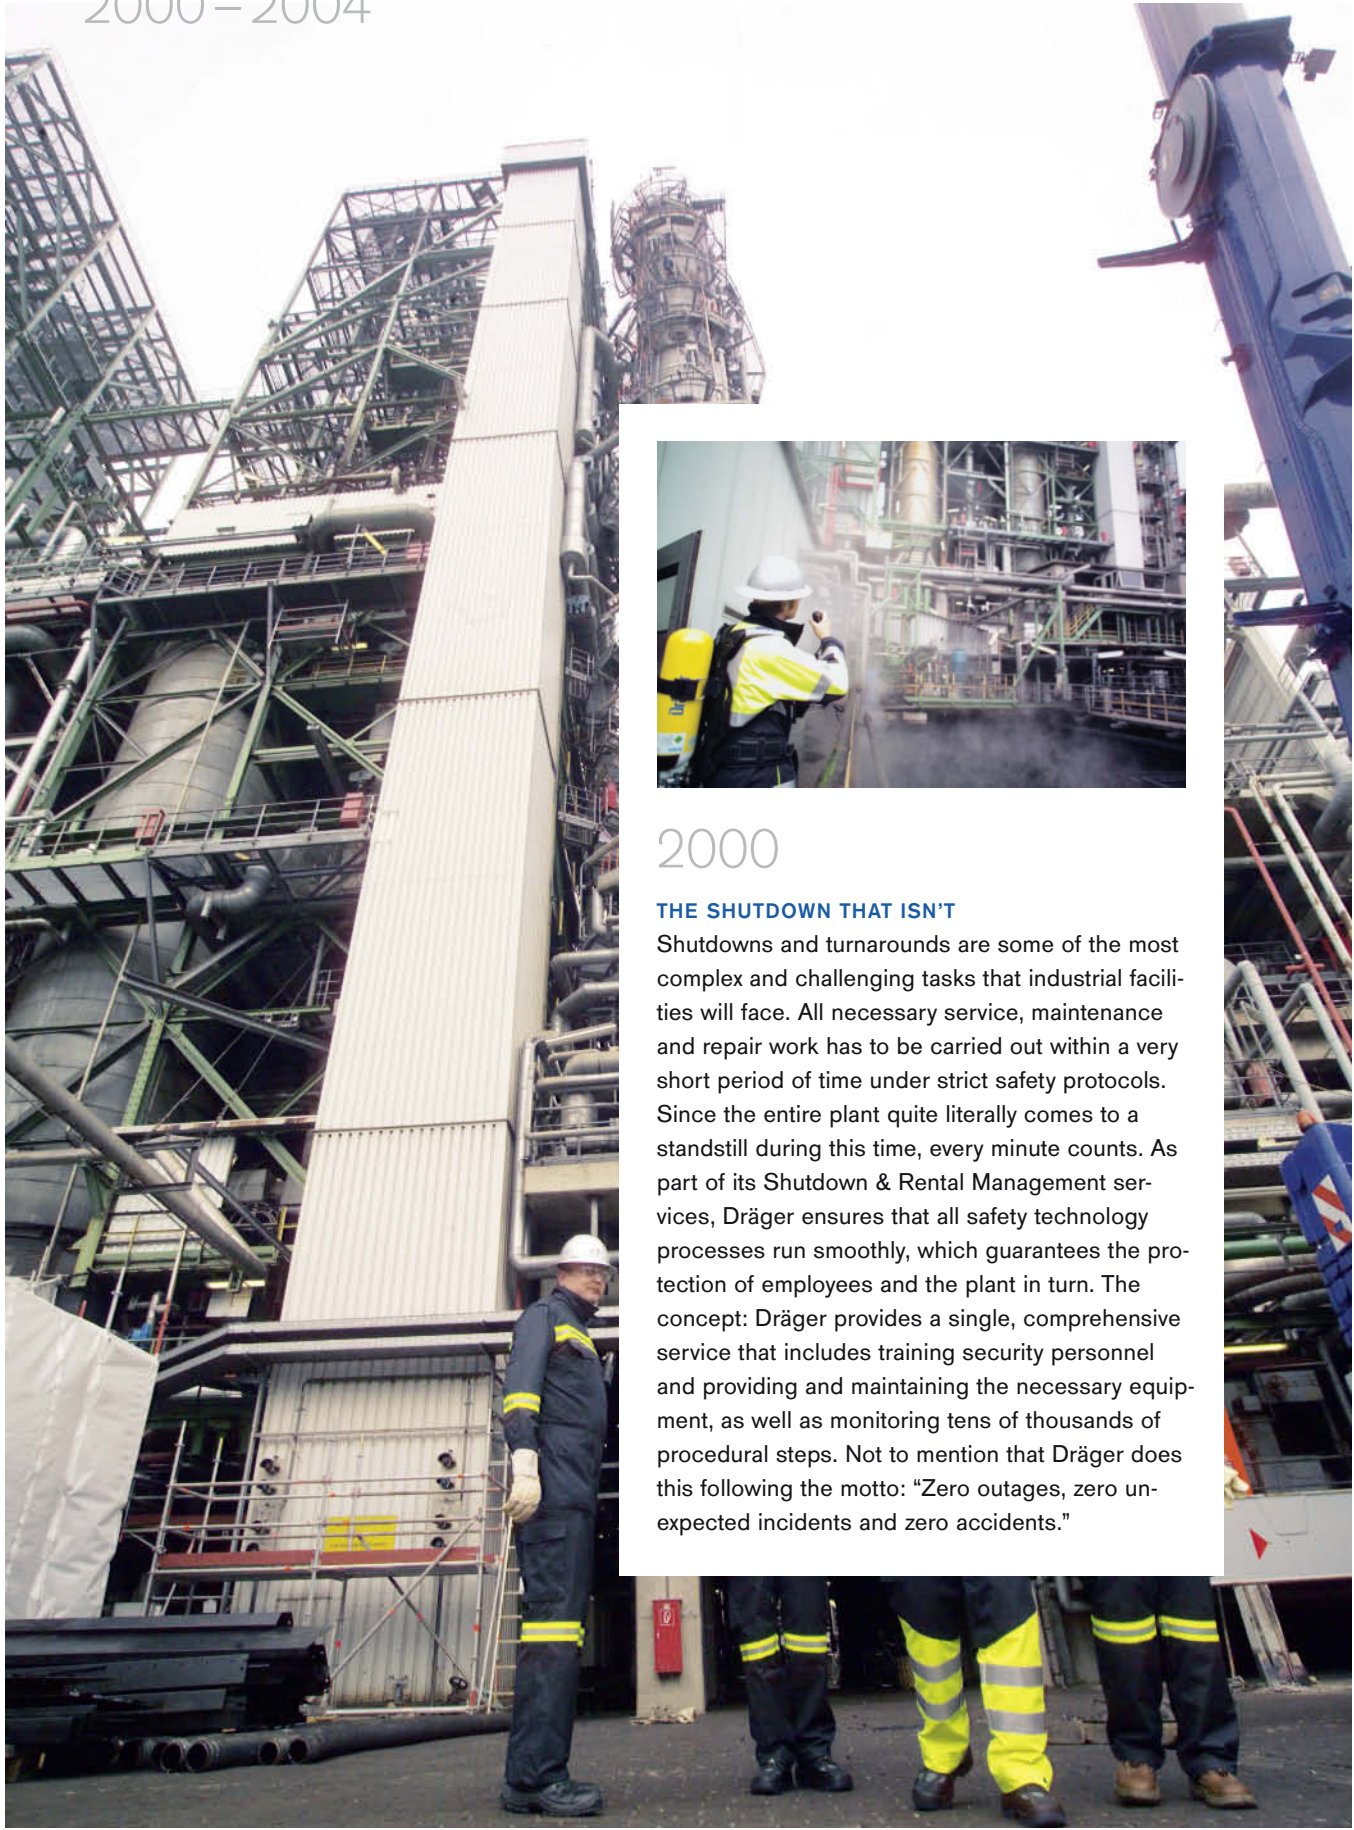 2000 – 2004
2000
THE SHUTDOWN THAT ISN'T
Shutdowns and turnarounds are some of the most
complex and challenging tasks that industrial facili-
ties will face. All necessary service, maintenance
and repair work has to be carried out within a very
short period of time under strict safety protocols.
Since the entire plant quite literally comes to a
standstill during this time, every minute counts. As
part of its Shutdown & Rental Management ser-
vices, Dräger ensures that all safety technology
processes run smoothly, which guarantees the pro-
tection of employees and the plant in turn. The
concept: Dräger provides a single, comprehensive
service that includes training security personnel
and providing and maintaining the necessary equip-
ment, as well as monitoring tens of thousands of
procedural steps. Not to mention that Dräger does
this following the motto: “Zero outages, zero un-
expected incidents and zero accidents.”